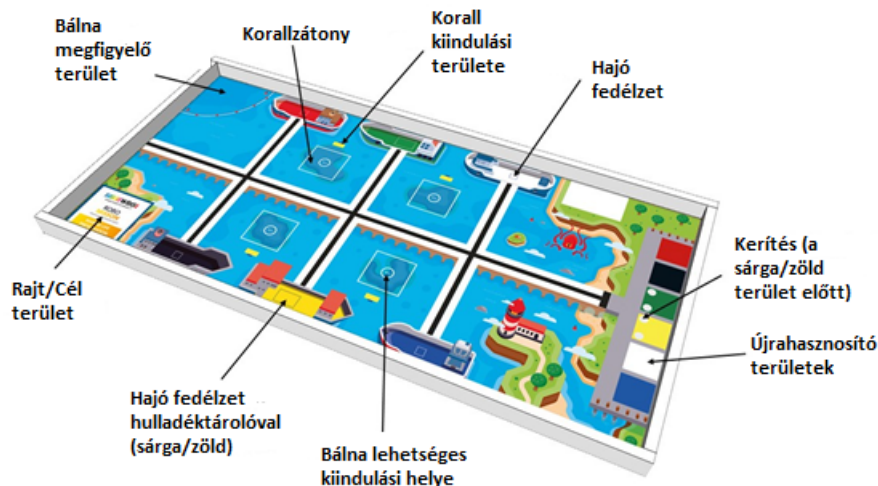 Bálna
megfigyelő
terület
Korallzátony
Korall
kiindulási
területe
Hajó
fedélzet
Kerítés (a
sárga/zöld
terület előtt)
Újrahasznosító
területek
Rajt/Cél
terület
Hajó fedélzet
hulladéktárolóval
(sárga/zöld)
Bálna lehetséges
kiindulási helye